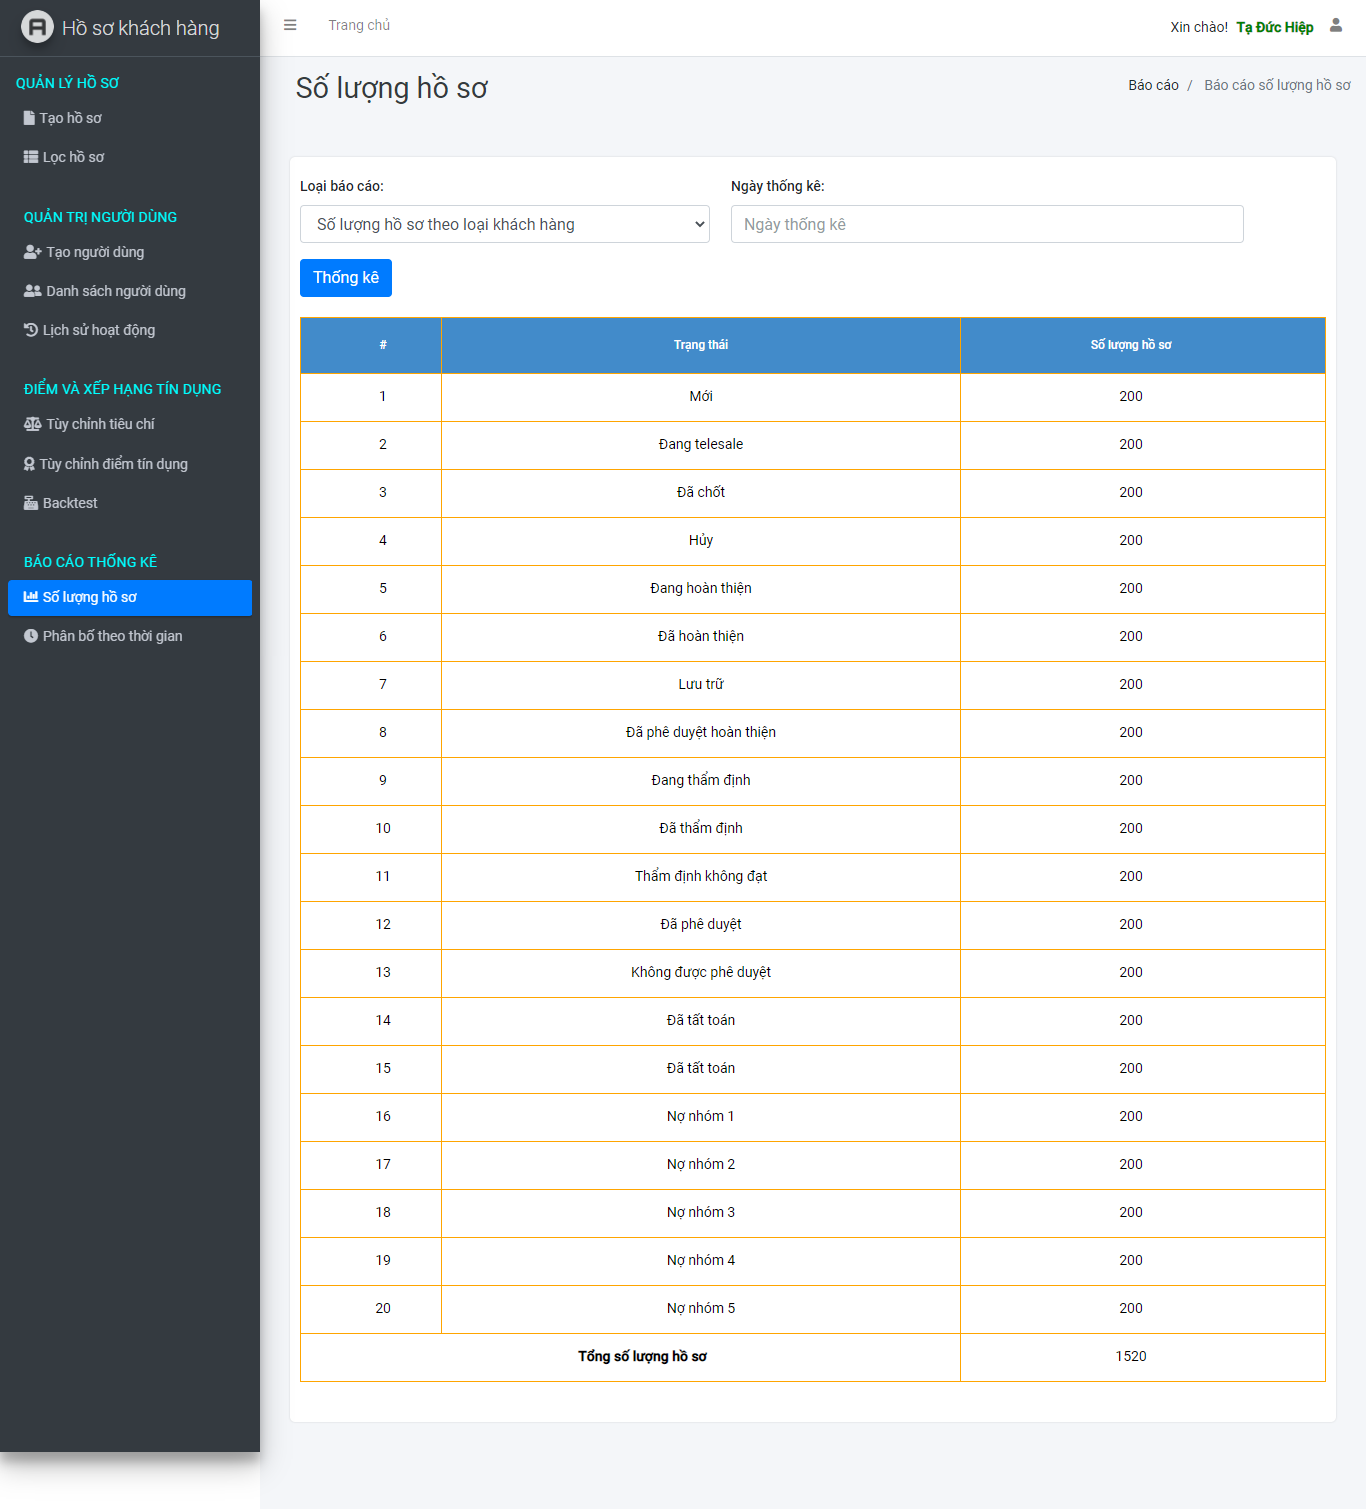 Hồ sơ khách hàng
QUẢN LÝ HỒ SƠ
Tạo hồ sơ
Lọc hồ sơ
QUẢN TRỊ NGƯỜI DÙNG
Tạo người dùng
Danh sách người dùng
Lịch sử hoạt động
ĐIỂM VÀ XẾP HẠNG TÍN DỤNG
Tùy chỉnh tiêu chí
Tùy chỉnh điểm tín dụng
Backtest
BÁO CÁO THỐNG KÊ
Số lượng hồ sơ
Phân bố theo thời gian
Trang chủ
Xin chào! Tạ Đức Hiệp
Số lượng hồ sơ
Báo cáo / Báo cáo số lượng hồ sơ
Loại báo cáo:
Số lượng hồ sơ theo loại khách hàng
Ngày thống kê:
Ngày thống kê
Thống kê
# Trạng thái Số lượng hồ sơ
1 Mới 200
2 Đang telesale 200
3 Đã chốt 200
4 Hủy 200
5 Đang hoàn thiện 200
6 Đã hoàn thiện 200
7 Lưu trữ 200
8 Đã phê duyệt hoàn thiện 200
9 Đang thẩm định 200
10 Đã thẩm định 200
11 Thẩm định không đạt 200
12 Đã phê duyệt 200
13 Không được phê duyệt 200
14 Đã tất toán 200
15 Đã tất toán 200
16 Nợ nhóm 1 200
17 Nợ nhóm 2 200
18 Nợ nhóm 3 200
19 Nợ nhóm 4 200
20 Nợ nhóm 5 200
Tổng số lượng hồ sơ 1520